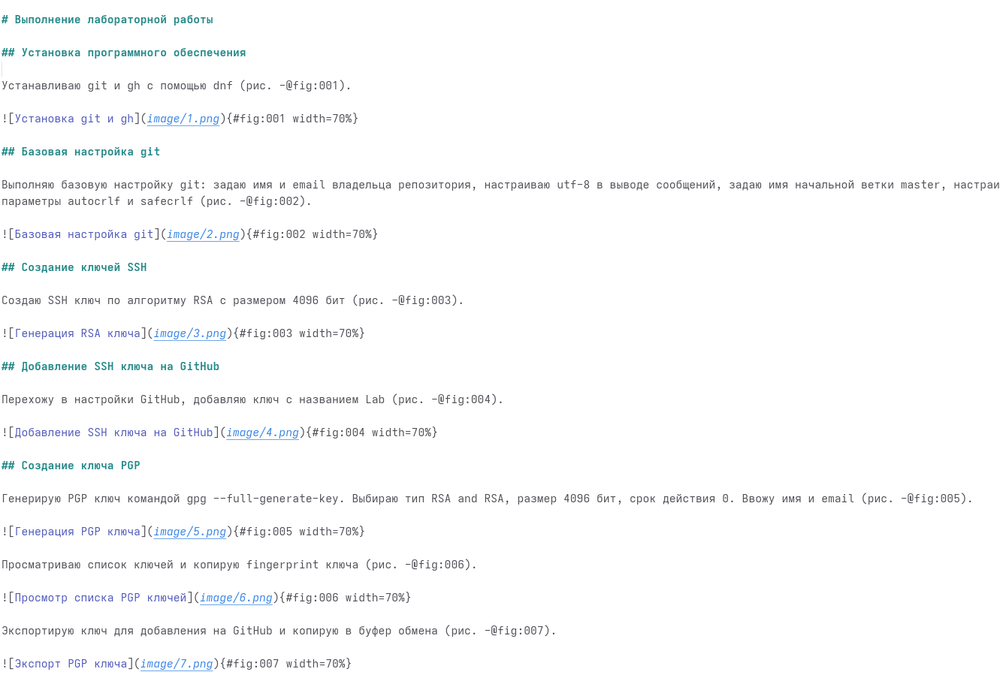 # Выполнение лабораторной работы
## Установка программного обеспечения
Устанавливаю git и gh с помощью dnf (рис. -@fig:001).
![Установка git и gh](image/1.png){#fig:001 width=70%}
## Базовая настройка git
Выполняю базовую настройку git: задаю имя и email владельца репозитория, настраиваю utf-8 в выводе сообщений, задаю имя начальной ветки master, настраи
параметры autocrlf и safecrlf (рис. -@fig:002).
![Базовая настройка git](image/2.png){#fig:002 width=70%}
## Создание ключей SSH
Создаю SSH ключ по алгоритму RSA с размером 4096 бит (рис. -@fig:003).
![Генерация RSA ключа](image/3.png){#fig:003 width=70%}
## Добавление SSH ключа на GitHub
Перехожу в настройки GitHub, добавляю ключ с названием Lab (рис. -@fig:004).
![Добавление SSH ключа на GitHub](image/4.png){#fig:004 width=70%}
## Создание ключа PGP
Генерирую PGP ключ командой gpg --full-generate-key. Выбираю тип RSA and RSA, размер 4096 бит, срок действия 0. Ввожу имя и email (рис. -@fig:005).
![Генерация PGP ключа](image/5.png){#fig:005 width=70%}
Просматриваю список ключей и копирую fingerprint ключа (рис. -@fig:006).
![Просмотр списка PGP ключей](image/6.png){#fig:006 width=70%}
Экспортирую ключ для добавления на GitHub и копирую в буфер обмена (рис. -@fig:007).
![Экспорт PGP ключа](image/7.png){#fig:007 width=70%}